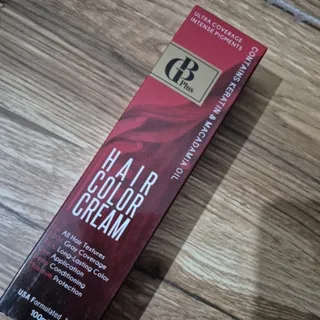 ULTRA COVERAGE
INTENSE PIGMENTS
CONTAINS KERATIN & MACADAMIA OIL
GB
Plus
HAIR
COLOR
CREAM
All Hair Textures
Gray Coverage
Long-Lasting Color
Application
Conditioning
Protection
USA Formulated